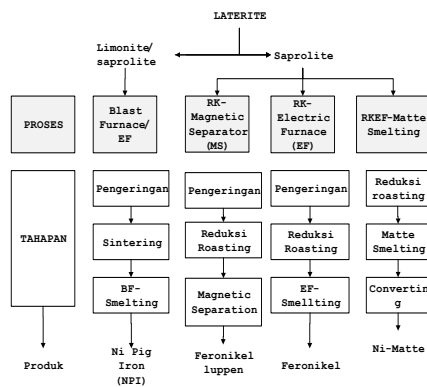 LATERITE
Limonite/
saprolite
Saprolite
PROSES
Blast
Furnace/
EF
RK-
Magnetic
Separator(
MS)
RK-
Electric
Furnace
(EF)
RKEF-Matte
Smelting
TAHAPAN
Pengeringan
Sintering
BF-
Smelting
Pengeringan
Reduksi
Roasting
Magnetic
Separation
Pengeringan
Reduksi
Roasting
EF-
Smellting
Reduksi
roasting
Matte
Smelting
Convertin
g
Produk
Ni Pig
Iron
(NPI)
Feronikel
luppen
Feronikel
Ni-Matte